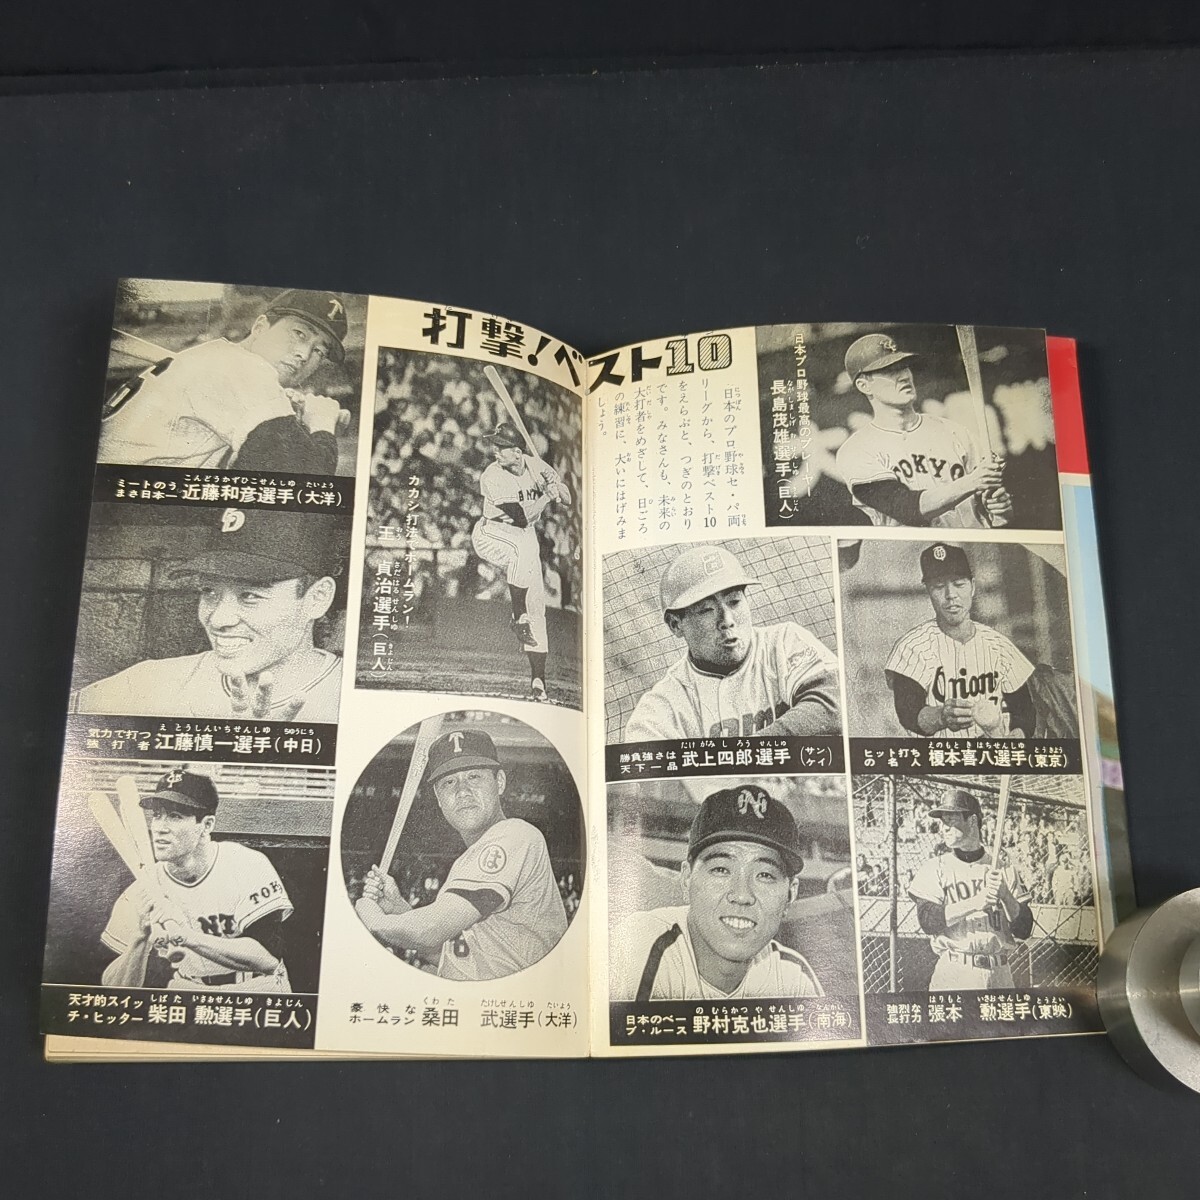 打撃!ベスト10
日本のプロ野球セ・パ両
リーグから、打撃ベスト10
をえらぶと、つぎのとおり
です。みなさんも、未来の
大打者をめざして、日ごろ
の練習に、大いにはげみま
しょう。
日本プロ野球最高のプレーヤー
長島茂雄選手(巨人)
TOKYO
カカシ打法でホームラン!
王 貞治選手(巨人)
ミートのう
まさ日本一 近藤和彦選手(大洋)
気力で打つ
強打者 江藤慎一選手(中日)
天才的スイッ
チ・ヒッター 柴田 勲選手(巨人)
豪快な
ホームラン 桑田 武選手(大洋)
勝負強さは
天下一品 武上四郎選手(サンケイ)
ヒット打ち
の名人 榎本喜八選手(東京)
Orions
日本のベー
ブ・ルース 野村克也選手(南海)
強烈な
長打力 張本 勲選手(東映)